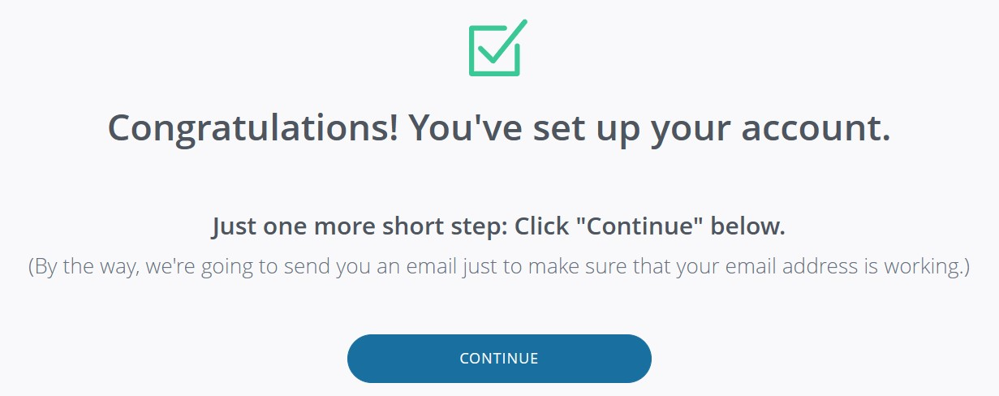 Congratulations! You've set up your account.
Just one more short step: Click "Continue" below.
(By the way, we're going to send you an email just to make sure that your email address is working.)
CONTINUE